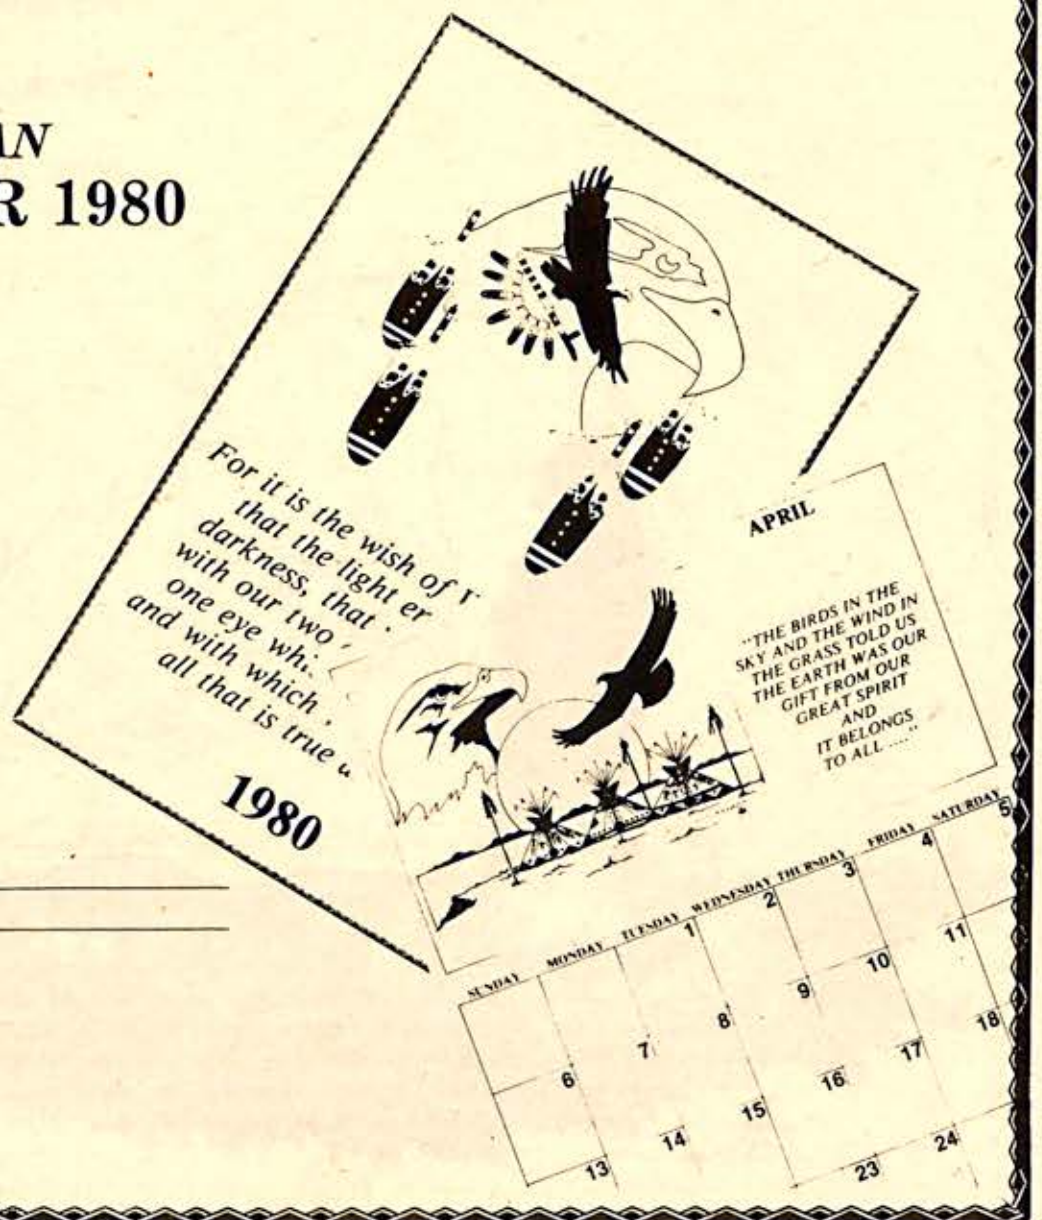 AN
R 1980
For it is the wish of
that the light er
darkness, that
with our two
one eye whi
and with which
all that is true
1980
APRIL
"THE BIRDS IN THE
SKY AND THE WIND IN
THE GRASS TOLD US
THE EARTH WAS OUR
GIFT FROM OUR
GREAT SPIRIT
AND
IT BELONGS
TO ALL ...."
SUNDAY MONDAY TUESDAY WEDNESDAY THURSDAY FRIDAY SATURDAY
1 2 3 4 5
6 7 8 9 10 11
13 14 15 16 17 18
23 24